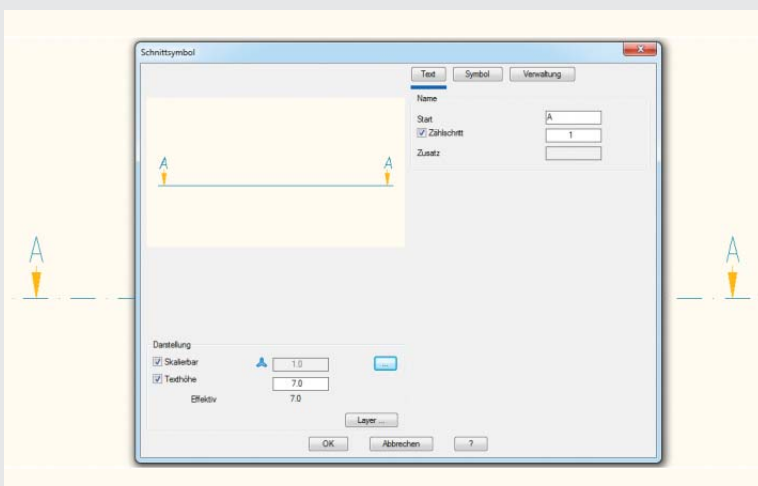 Schnittsymbol
Text Symbol Verwaltung
Name
Start A
Zählschritt 1
Zusatz
A A
A A
Darstellung
Skalierbar 1.0 ...
Texthöhe 7.0
Effektiv 7.0
Layer ...
OK Abbrechen ?